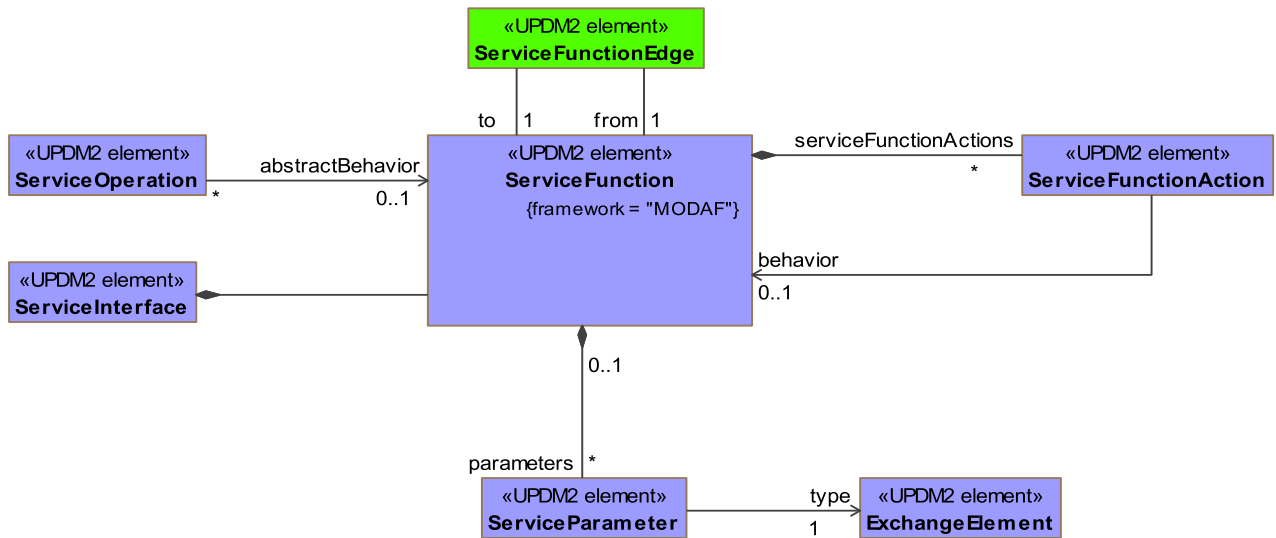 «UPDM2 element»
ServiceFunctionEdge
to
1
from
1
«UPDM2 element»
ServiceOperation
*
abstractBehavior
0..1
«UPDM2 element»
ServiceFunction
{framework = "MODAF"}
serviceFunctionActions
*
«UPDM2 element»
ServiceFunctionAction
behavior
0..1
«UPDM2 element»
ServiceInterface
0..1
parameters
*
«UPDM2 element»
ServiceParameter
type
1
«UPDM2 element»
ExchangeElement